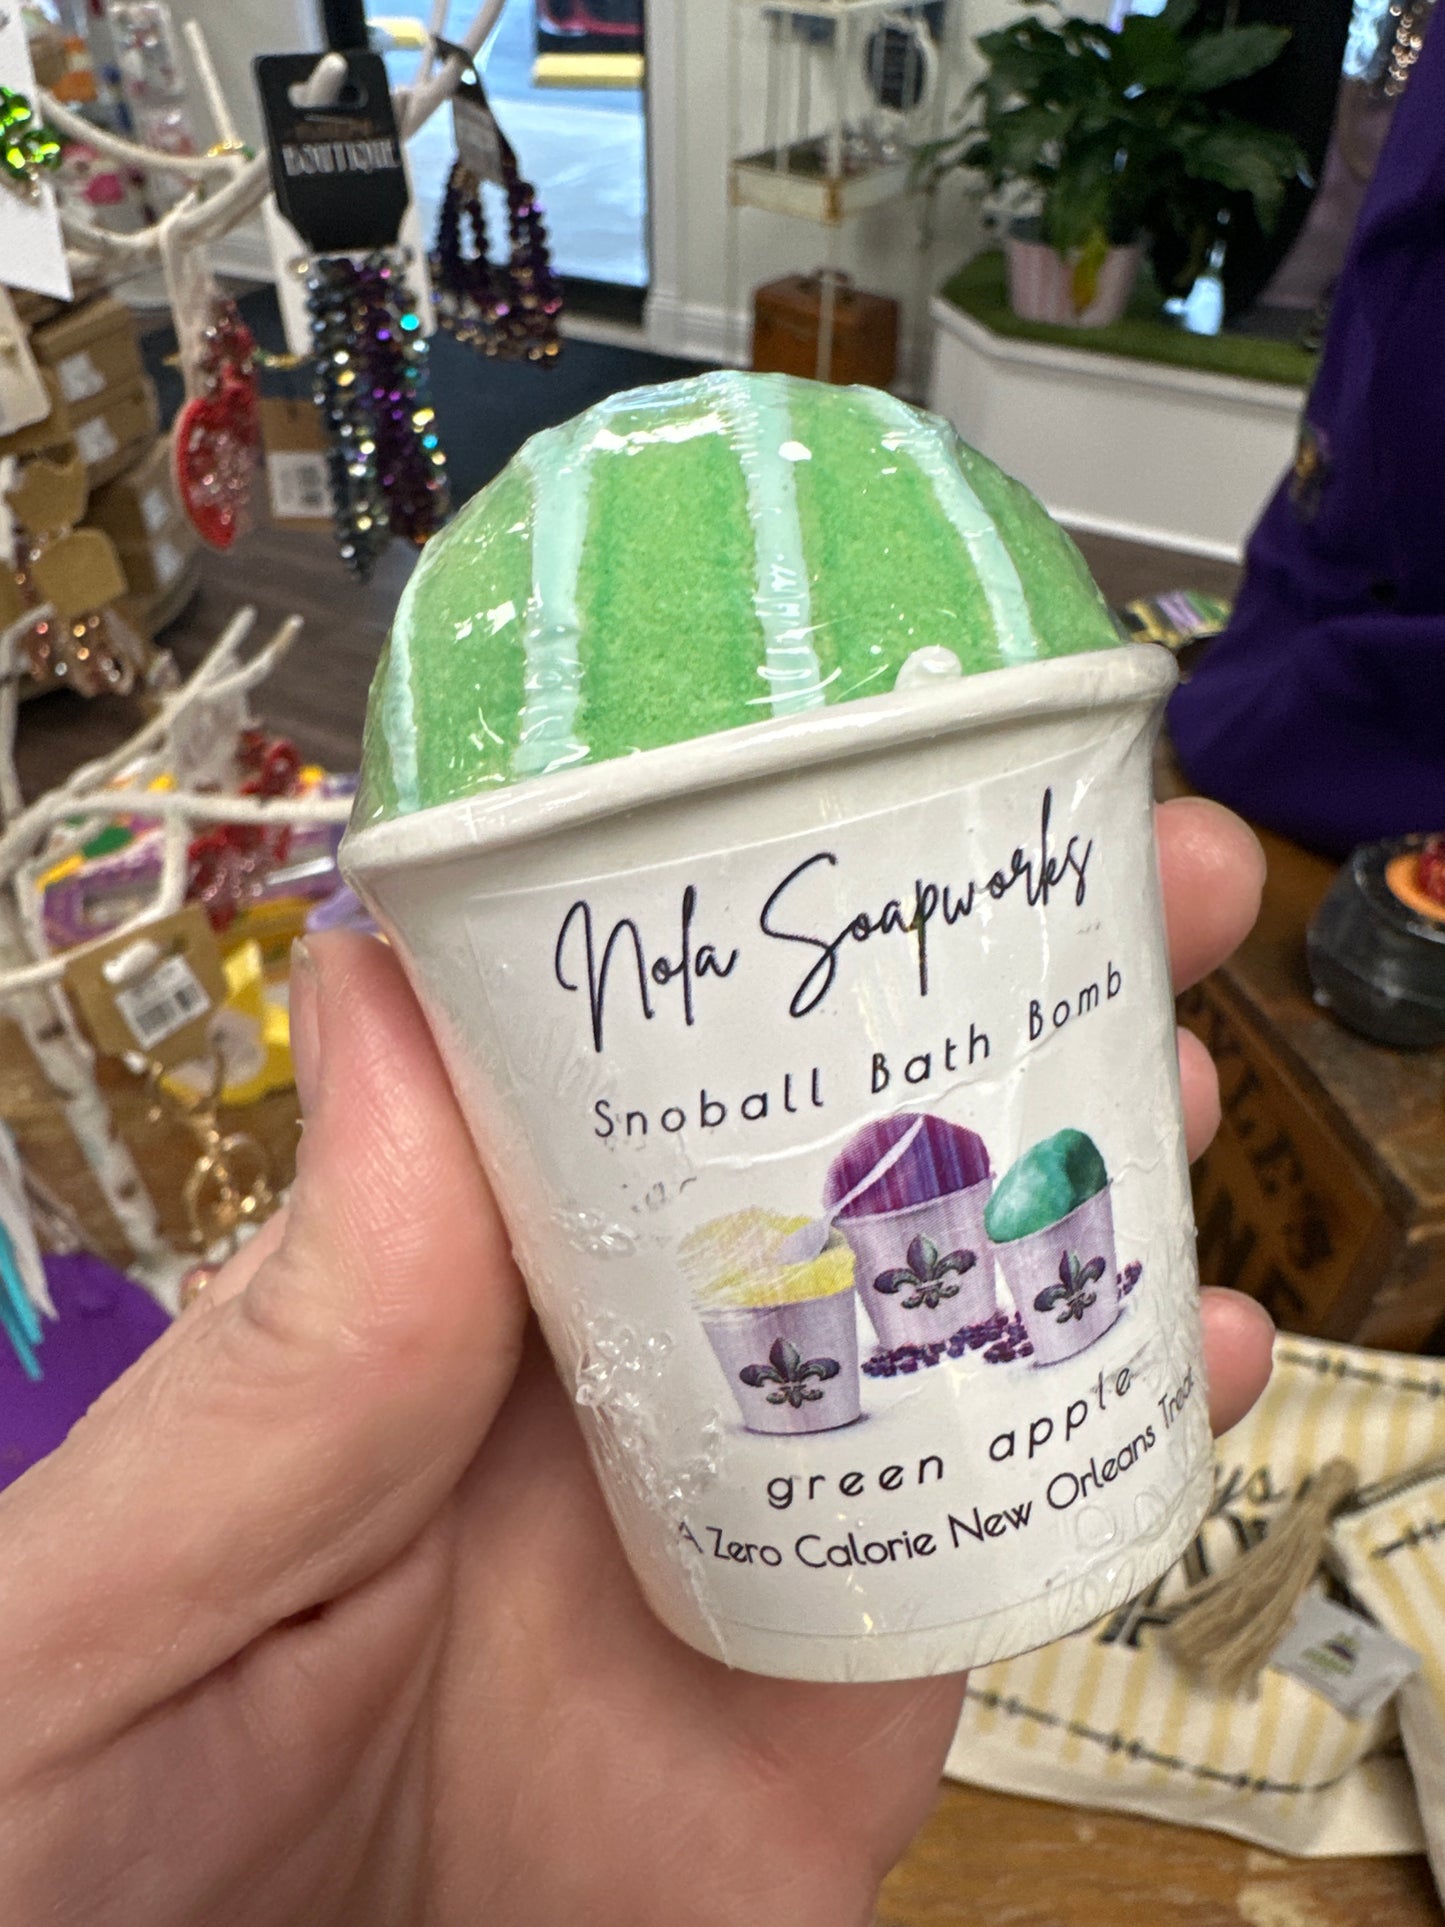 BOUTIQUE
Nola Soapworks
Snoball Bath Bomb
green apple
A Zero Calorie New Orleans Treat